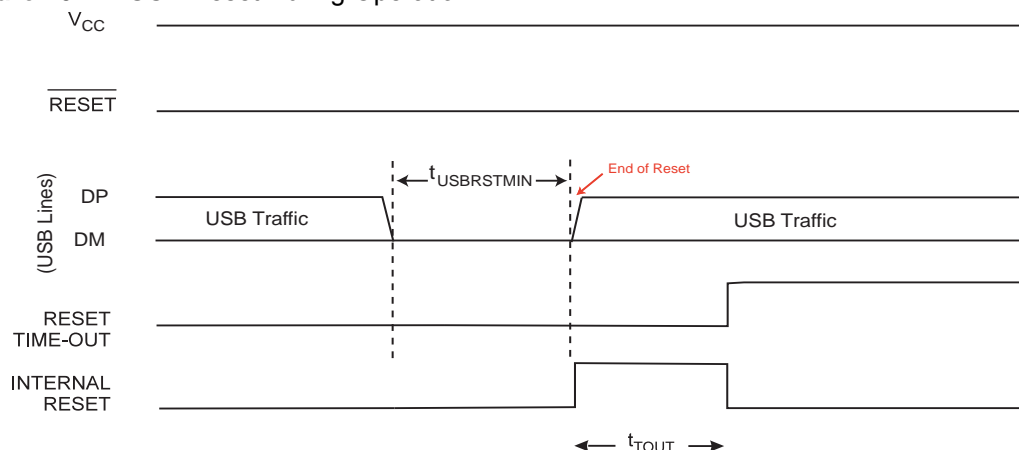 VCC
RESET
tUSBRSTMIN
End of Reset
(USB Lines)
DP
USB Traffic
USB Traffic
DM
RESET
TIME-OUT
INTERNAL
RESET
tTOUT